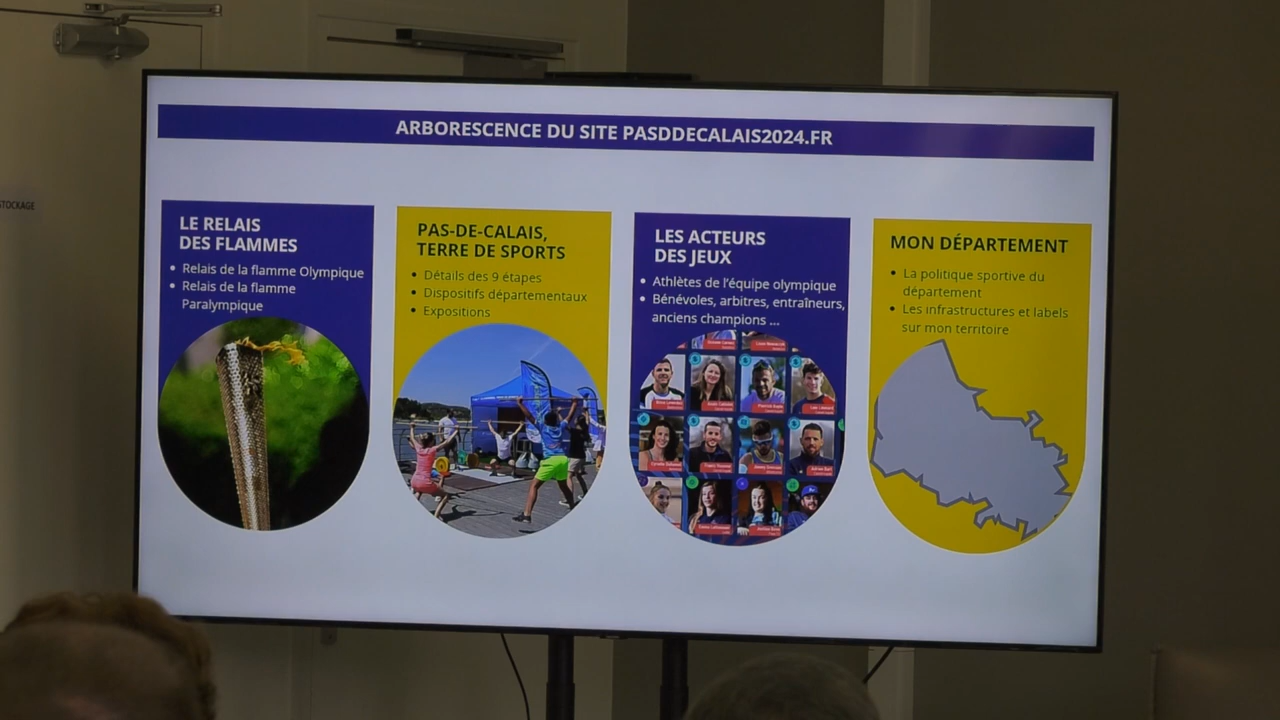 ARBORESCENCE DU SITE PASDDECALAIS2024.FR
STOCKAGE
LE RELAIS
DES FLAMMES
• Relais de la flamme Olympique
• Relais de la flamme
Paralympique
PAS-DE-CALAIS,
TERRE DE SPORTS
• Détails des 9 étapes
• Dispositifs départementaux
• Expositions
LES ACTEURS
DES JEUX
• Athlètes de l'équipe olympique
• Bénévoles, arbitres, entraîneurs,
anciens champions ...
MON DÉPARTEMENT
• La politique sportive du
département
• Les infrastructures et labels
sur mon territoire